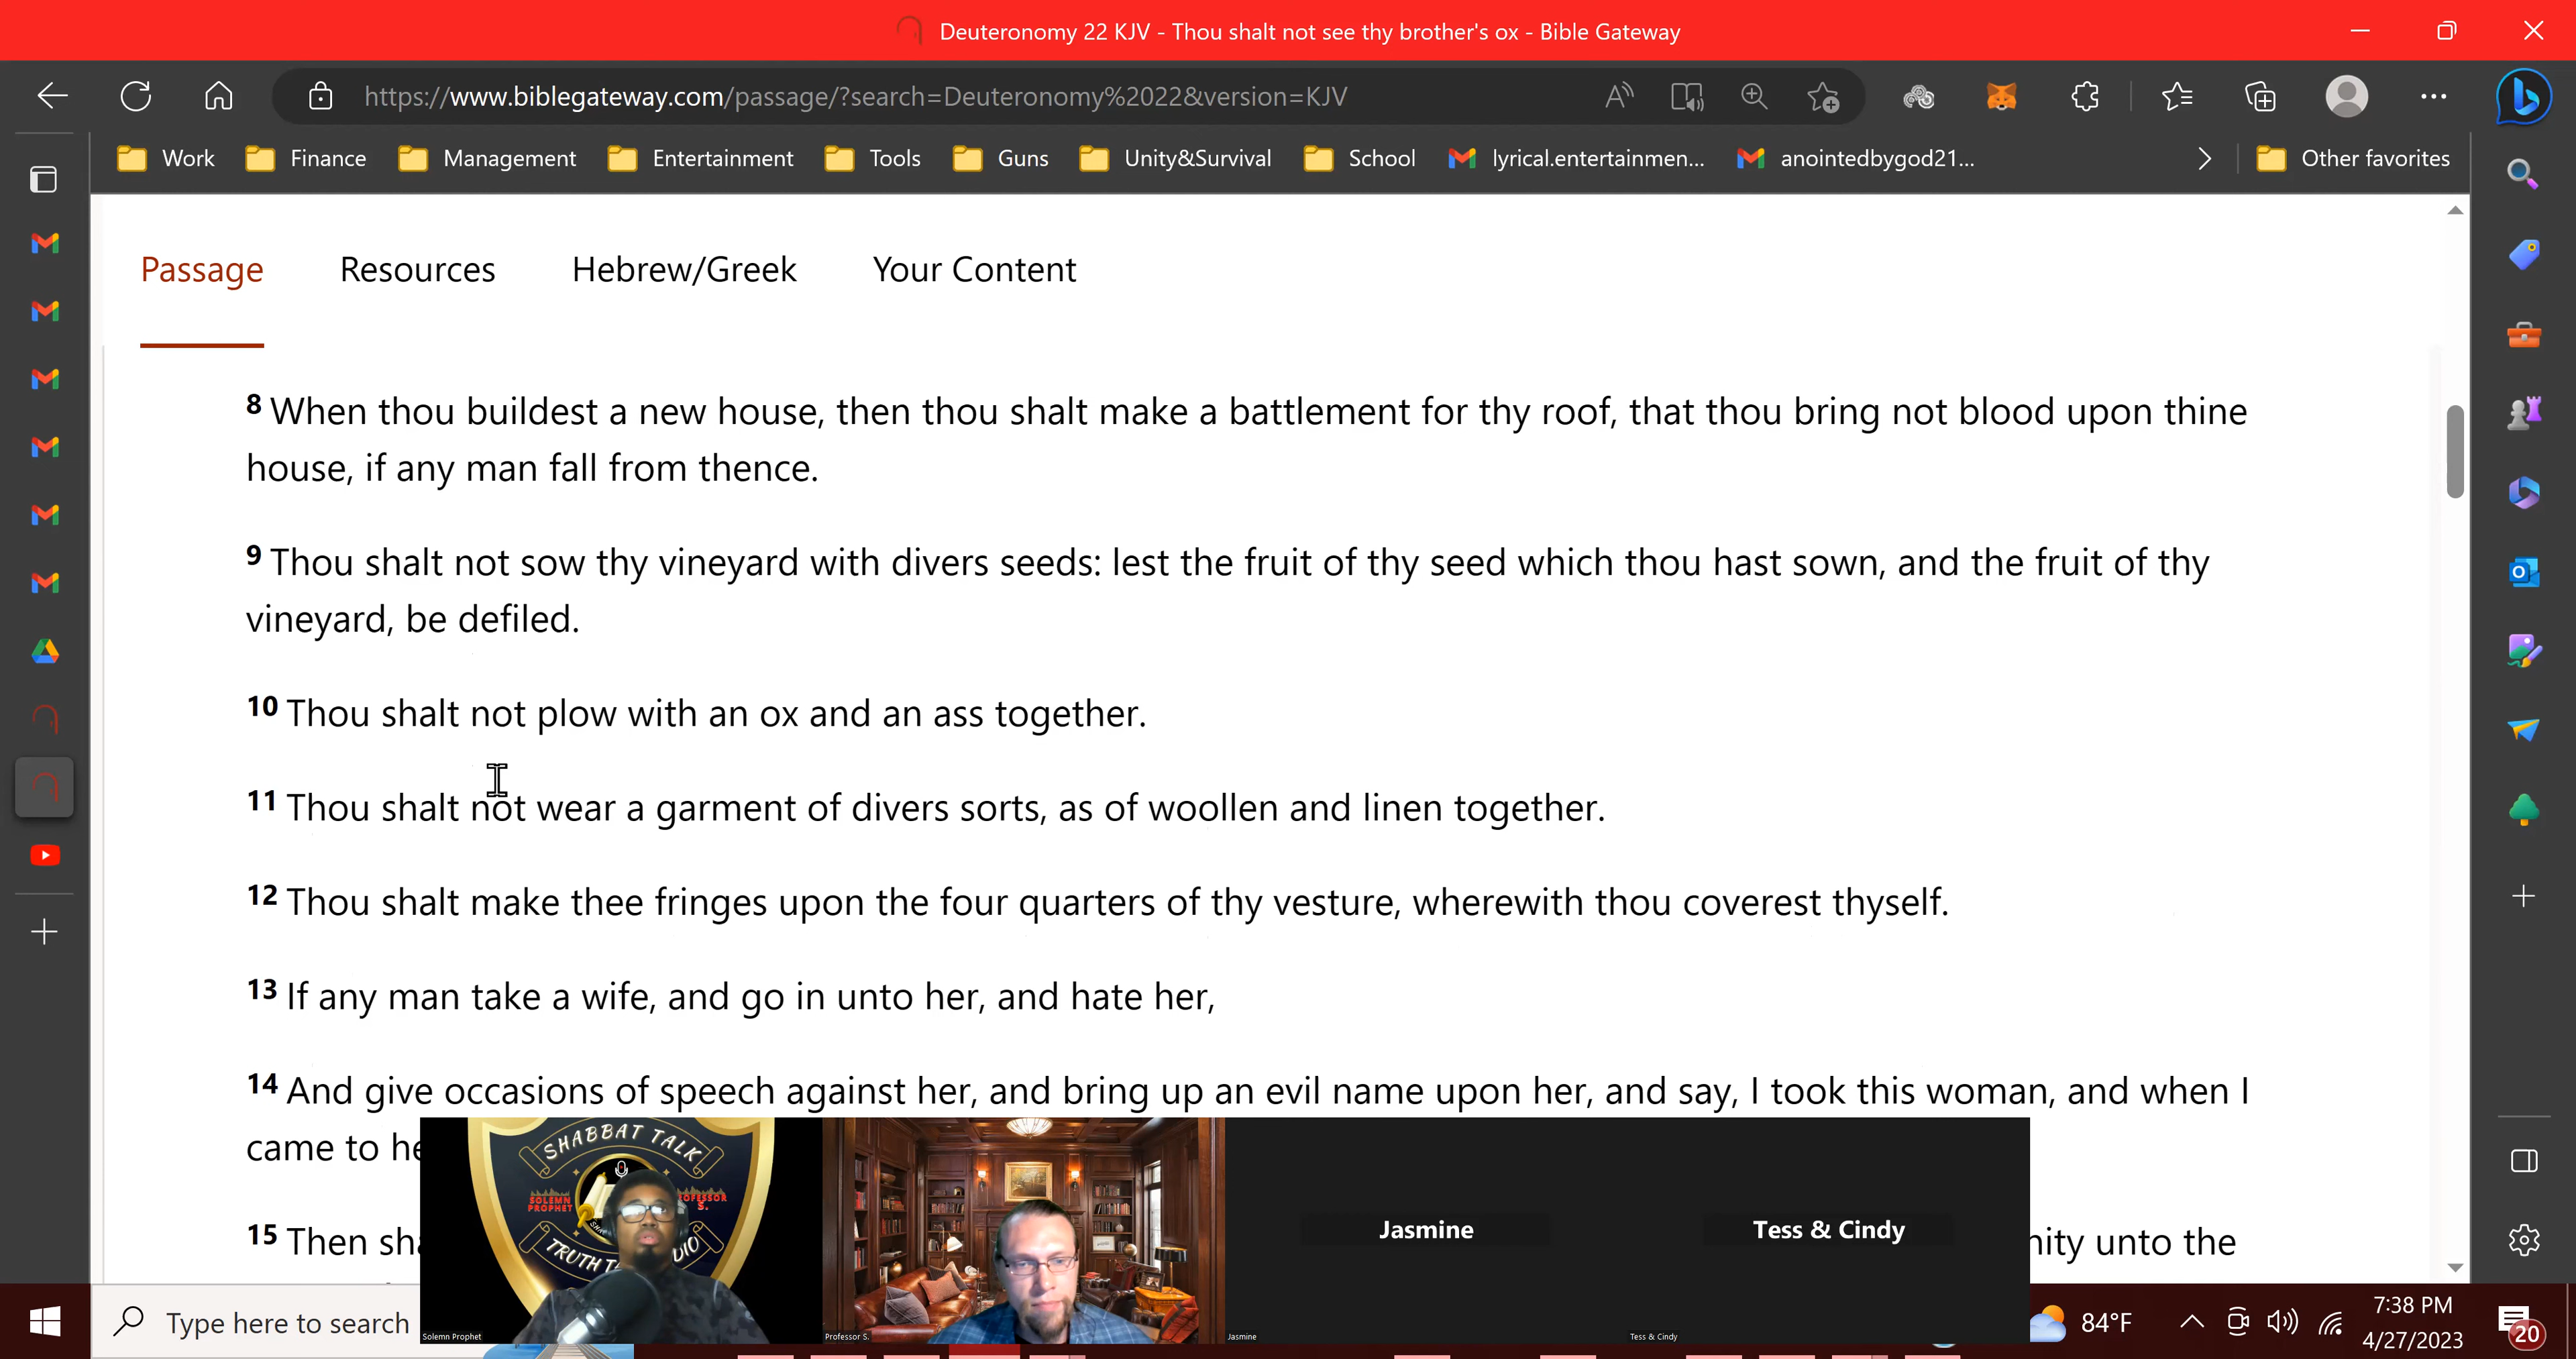 Deuteronomy 22 KJV - Thou shalt not see thy brother's ox - Bible Gateway
https://www.biblegateway.com/passage/?search=Deuteronomy%2022&version=KJV
Work Finance Management Entertainment Tools Guns Unity&Survival School lyrical.entertainmen... anointedbygod21... Other favorites
Passage Resources Hebrew/Greek Your Content
8 When thou buildest a new house, then thou shalt make a battlement for thy roof, that thou bring not blood upon thine
house, if any man fall from thence.
9 Thou shalt not sow thy vineyard with divers seeds: lest the fruit of thy seed which thou hast sown, and the fruit of thy
vineyard, be defiled.
10 Thou shalt not plow with an ox and an ass together.
11 Thou shalt not wear a garment of divers sorts, as of woollen and linen together.
12 Thou shalt make thee fringes upon the four quarters of thy vesture, wherewith thou coverest thyself.
13 If any man take a wife, and go in unto her, and hate her,
14 And give occasions of speech against her, and bring up an evil name upon her, and say, I took this woman, and when I
came to he
15 Then sha
nity unto the
SHABBAT TALK
SOLEMN
PROPHET
S.
TRUTH
Jasmine
Tess & Cindy
Solemn Prophet
Professor S.
Jasmine
Tess & Cindy
Type here to search
84°F
7:38 PM
4/27/2023
20